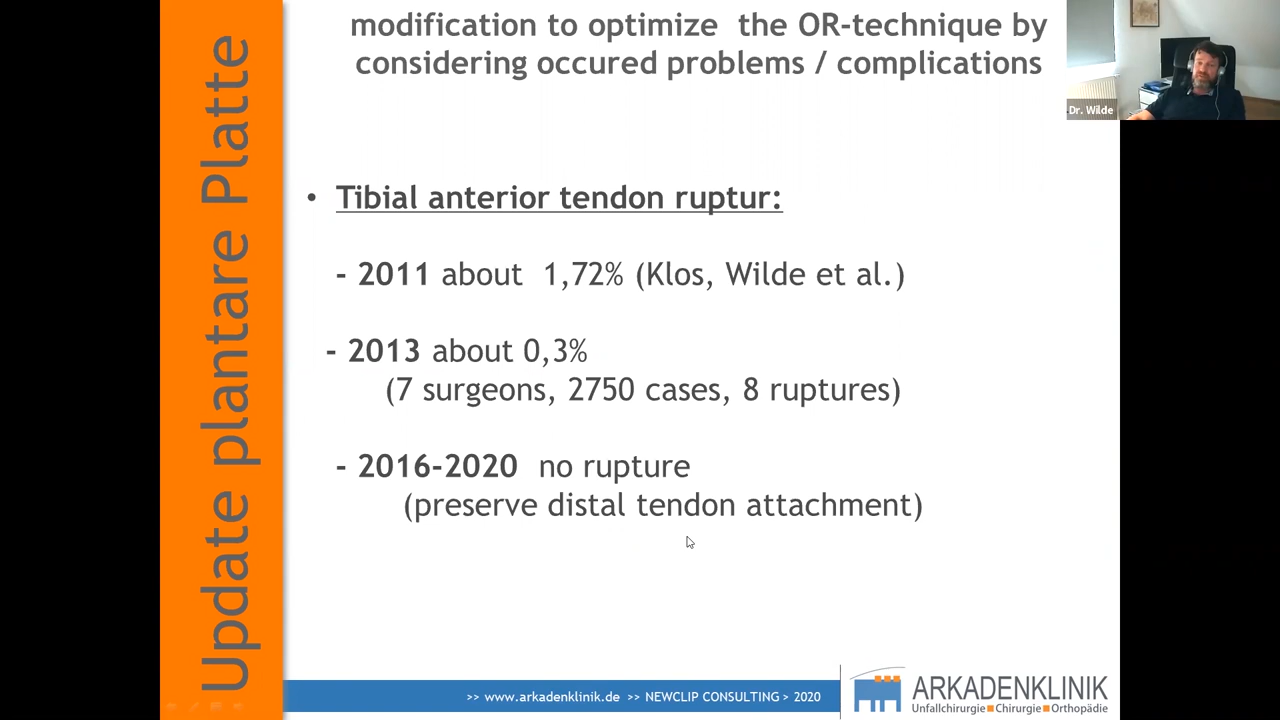 modification to optimize the OR-technique by
considering occured problems / complications
Dr. Wilde
Update plantare Platte
• Tibial anterior tendon ruptur:
- 2011 about 1,72% (Klos, Wilde et al.)
- 2013 about 0,3%
(7 surgeons, 2750 cases, 8 ruptures)
- 2016-2020 no rupture
(preserve distal tendon attachment)
>> www.arkadenklinik.de >> NEWCLIP CONSULTING > 2020
ARKADENKLINIK
Unfallchirurgie ■ Chirurgie ■ Orthopädie